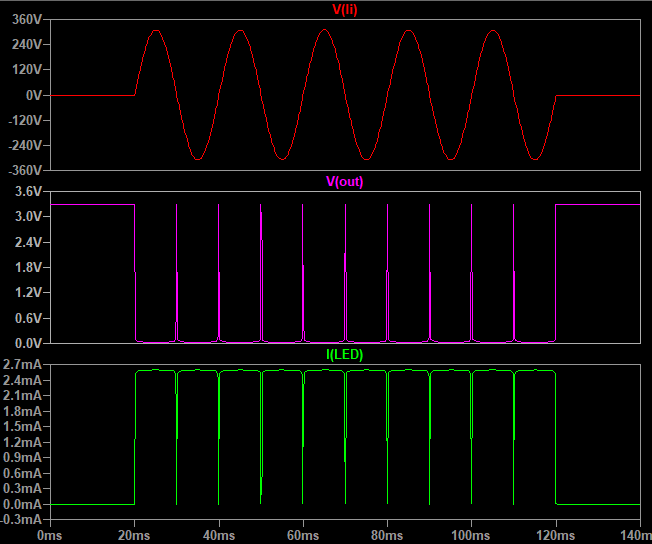 V(li)
360V
240V
120V
0V
-120V
-240V
-360V
V(out)
3.6V
3.0V
2.4V
1.8V
1.2V
0.6V
0.0V
I(LED)
2.7mA
2.4mA
2.1mA
1.8mA
1.5mA
1.2mA
0.9mA
0.6mA
0.3mA
0.0mA
-0.3mA
0ms 20ms 40ms 60ms 80ms 100ms 120ms 140m